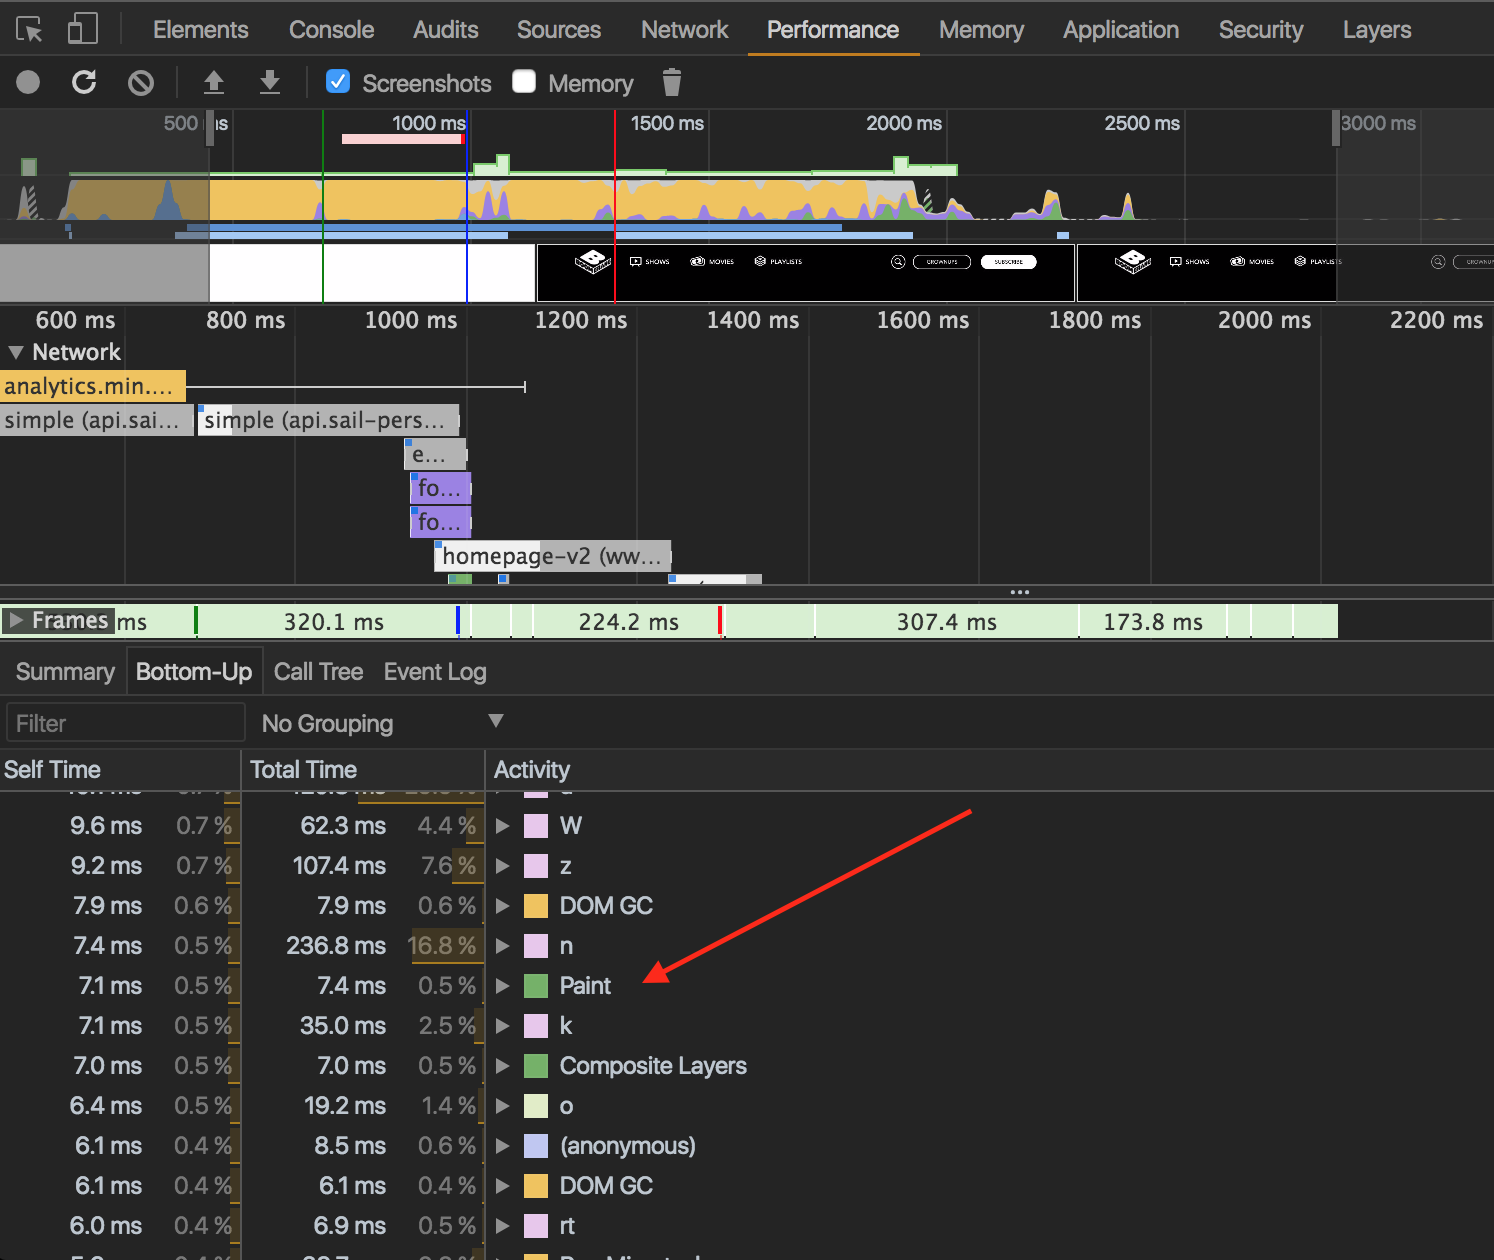 Elements Console Audits Sources Network Performance Memory Application Security Layers
Screenshots Memory
500 ms 1000 ms 1500 ms 2000 ms 2500 ms 3000 ms
SHOWS MOVIES PLAYLISTS GROWNUPS SUBSCRIBE SHOWS MOVIES PLAYLISTS GROWNUPS
600 ms 800 ms 1000 ms 1200 ms 1400 ms 1600 ms 1800 ms 2000 ms 2200 ms
Network
analytics.min.…
simple (api.sai… simple (api.sail-pers…
e…
fo…
fo…
homepage-v2 (ww…
Frames ms 320.1 ms 224.2 ms 307.4 ms 173.8 ms
Summary Bottom-Up Call Tree Event Log
Filter No Grouping
Self Time Total Time Activity
9.6 ms 0.7 % 62.3 ms 4.4 % W
9.2 ms 0.7 % 107.4 ms 7.6 % z
7.9 ms 0.6 % 7.9 ms 0.6 % DOM GC
7.4 ms 0.5 % 236.8 ms 16.8 % n
7.1 ms 0.5 % 7.4 ms 0.5 % Paint
7.1 ms 0.5 % 35.0 ms 2.5 % k
7.0 ms 0.5 % 7.0 ms 0.5 % Composite Layers
6.4 ms 0.5 % 19.2 ms 1.4 % o
6.1 ms 0.4 % 8.5 ms 0.6 % (anonymous)
6.1 ms 0.4 % 6.1 ms 0.4 % DOM GC
6.0 ms 0.4 % 6.9 ms 0.5 % rt